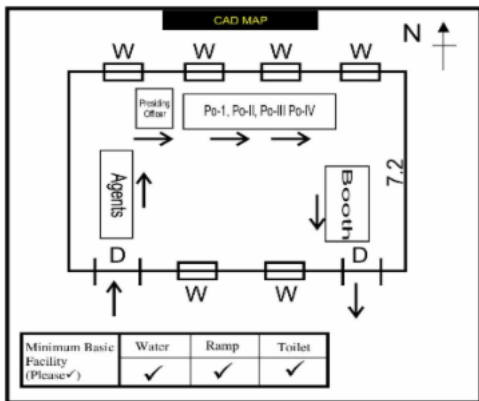 CAD MAP
N
W W W W
Presiding
Officer
Po-1, Po-II, Po-III Po-IV
Agents
Booth
7.2
D
D
W W
Minimum Basic
Facility
(Please✓)
Water Ramp Toilet
✓ ✓ ✓